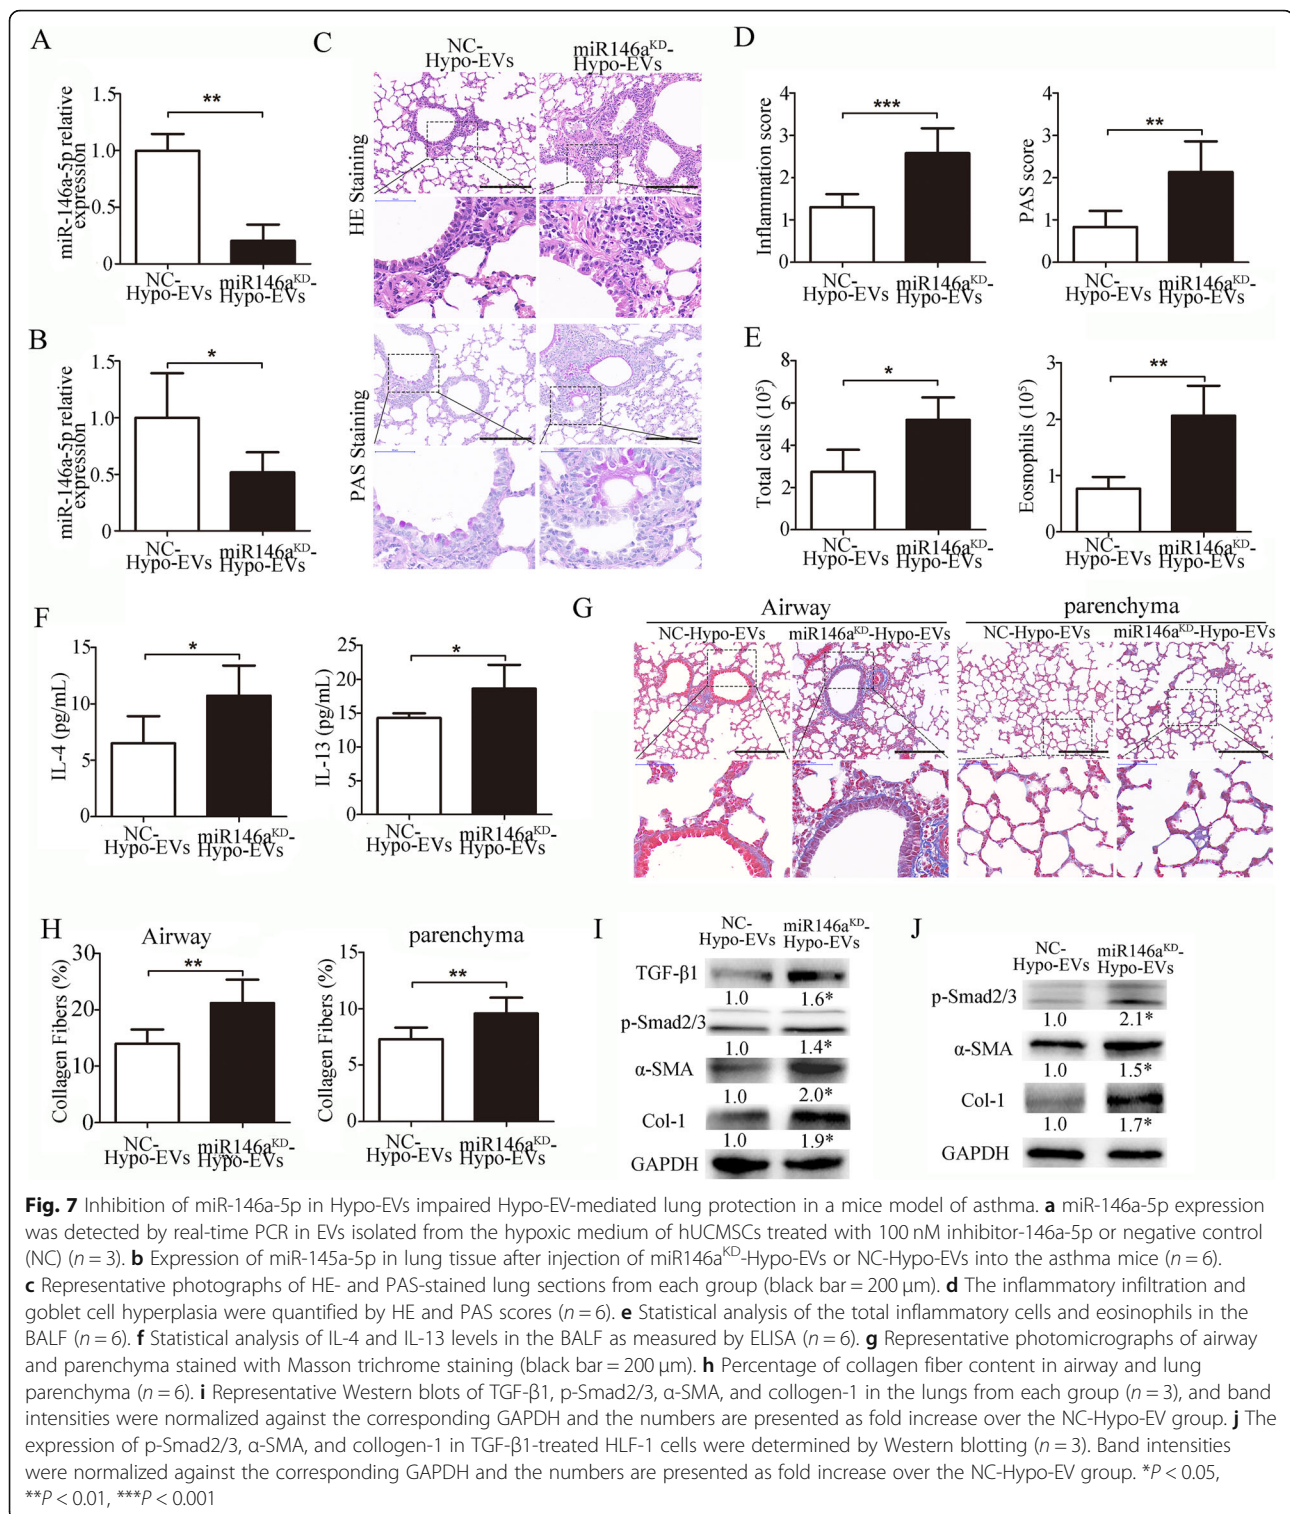 A
miR-146a-5p relative
expression
1.5
1.0
0.5
0
**
NC-
Hypo-EVs
miR146aKD-
Hypo-EVs
B
miR-146a-5p relative
expression
1.5
1.0
0.5
0
*
NC-
Hypo-EVs
miR146aKD-
Hypo-EVs
C
NC-
Hypo-EVs
miR146aKD-
Hypo-EVs
HE Staining
PAS Staining
D
Inflammation score
4
3
2
1
0
***
NC-
Hypo-EVs
miR146aKD-
Hypo-EVs
PAS score
4
3
2
1
0
**
NC-
Hypo-EVs
miR146aKD-
Hypo-EVs
E
Total cells (10⁵)
8
6
4
2
0
*
NC-
Hypo-EVs
miR146aKD-
Hypo-EVs
Eosnophils (10⁵)
3
2
1
0
**
NC-
Hypo-EVs
miR146aKD-
Hypo-EVs
F
IL-4 (pg/mL)
15
10
5
0
*
NC-
Hypo-EVs
miR146aKD-
Hypo-EVs
IL-13 (pg/mL)
25
20
15
10
5
0
*
NC-
Hypo-EVs
miR146aKD-
Hypo-EVs
G
Airway
parenchyma
NC-Hypo-EVs
miR146aKD-Hypo-EVs
NC-Hypo-EVs
miR146aKD-Hypo-EVs
H
Airway
Collagen Fibers (%)
30
20
10
0
**
NC-
Hypo-EVs
miR146aKD-
Hypo-EVs
parenchyma
Collagen Fibers (%)
15
10
5
0
**
NC-
Hypo-EVs
miR146aKD-
Hypo-EVs
I
NC-
Hypo-EVs
miR146aKD-
Hypo-EVs
TGF-β1
1.0 1.6*
p-Smad2/3
1.0 1.4*
α-SMA
1.0 2.0*
Col-1
1.0 1.9*
GAPDH
J
NC-
Hypo-EVs
miR146aKD-
Hypo-EVs
p-Smad2/3
1.0 2.1*
α-SMA
1.0 1.5*
Col-1
1.0 1.7*
GAPDH
Fig. 7 Inhibition of miR-146a-5p in Hypo-EVs impaired Hypo-EV-mediated lung protection in a mice model of asthma. a miR-146a-5p expression
was detected by real-time PCR in EVs isolated from the hypoxic medium of hUCMSCs treated with 100 nM inhibitor-146a-5p or negative control
(NC) (n = 3). b Expression of miR-145a-5p in lung tissue after injection of miR146aKD-Hypo-EVs or NC-Hypo-EVs into the asthma mice (n = 6).
c Representative photographs of HE- and PAS-stained lung sections from each group (black bar = 200 μm). d The inflammatory infiltration and
goblet cell hyperplasia were quantified by HE and PAS scores (n = 6). e Statistical analysis of the total inflammatory cells and eosinophils in the
BALF (n = 6). f Statistical analysis of IL-4 and IL-13 levels in the BALF as measured by ELISA (n = 6). g Representative photomicrographs of airway
and parenchyma stained with Masson trichrome staining (black bar = 200 μm). h Percentage of collagen fiber content in airway and lung
parenchyma (n = 6). i Representative Western blots of TGF-β1, p-Smad2/3, α-SMA, and collogen-1 in the lungs from each group (n = 3), and band
intensities were normalized against the corresponding GAPDH and the numbers are presented as fold increase over the NC-Hypo-EV group. j The
expression of p-Smad2/3, α-SMA, and collogen-1 in TGF-β1-treated HLF-1 cells were determined by Western blotting (n = 3). Band intensities
were normalized against the corresponding GAPDH and the numbers are presented as fold increase over the NC-Hypo-EV group. *P < 0.05,
**P < 0.01, ***P < 0.001